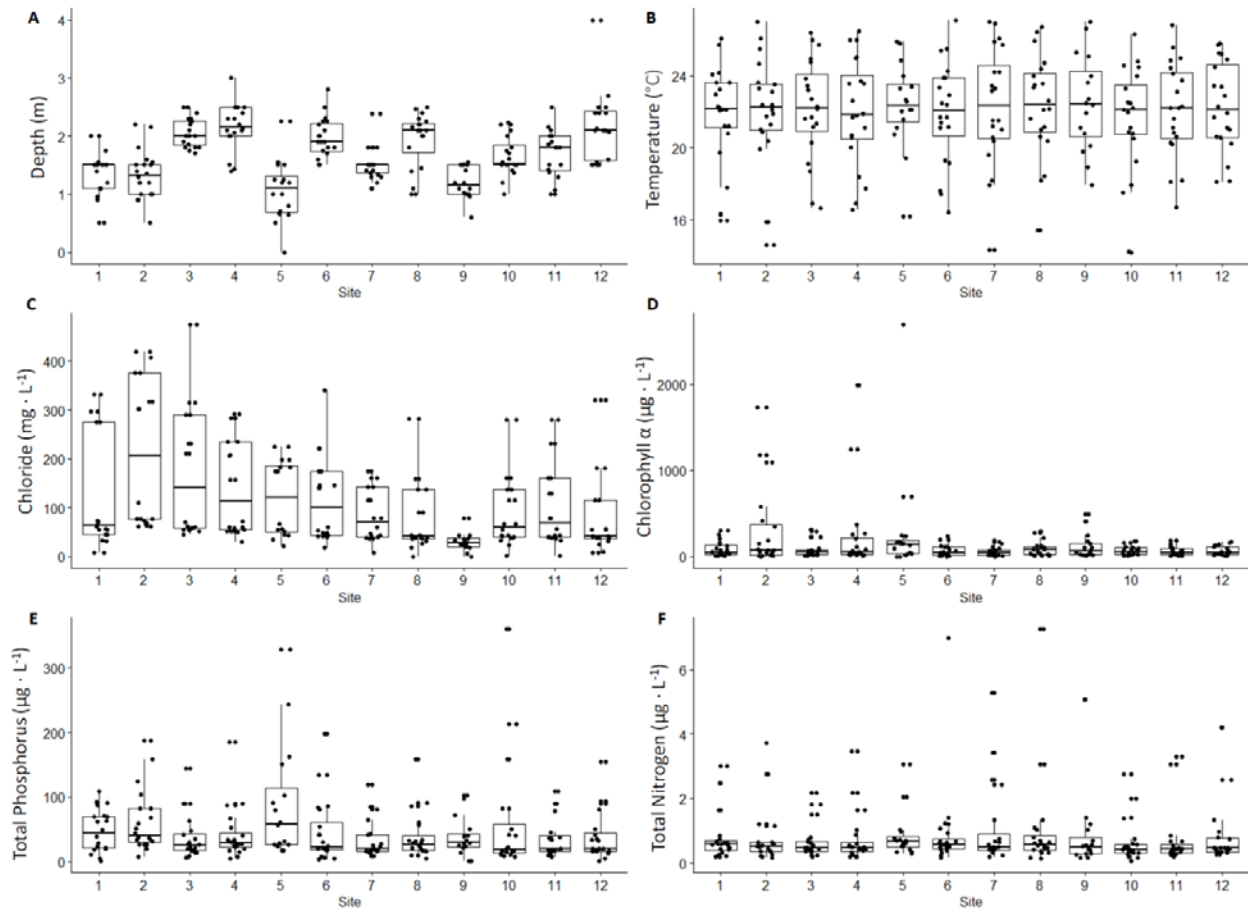 A
Depth (m)
4
3
2
1
0
1 2 3 4 5 6 7 8 9 10 11 12
Site
B
Temperature (°C)
24
20
16
1 2 3 4 5 6 7 8 9 10 11 12
Site
C
Chloride (mg · L⁻¹)
400
300
200
100
0
1 2 3 4 5 6 7 8 9 10 11 12
Site
D
Chlorophyll α (µg · L⁻¹)
2000
1000
0
1 2 3 4 5 6 7 8 9 10 11 12
Site
E
Total Phosphorus (µg · L⁻¹)
300
200
100
0
1 2 3 4 5 6 7 8 9 10 11 12
Site
F
Total Nitrogen (µg · L⁻¹)
6
4
2
0
1 2 3 4 5 6 7 8 9 10 11 12
Site